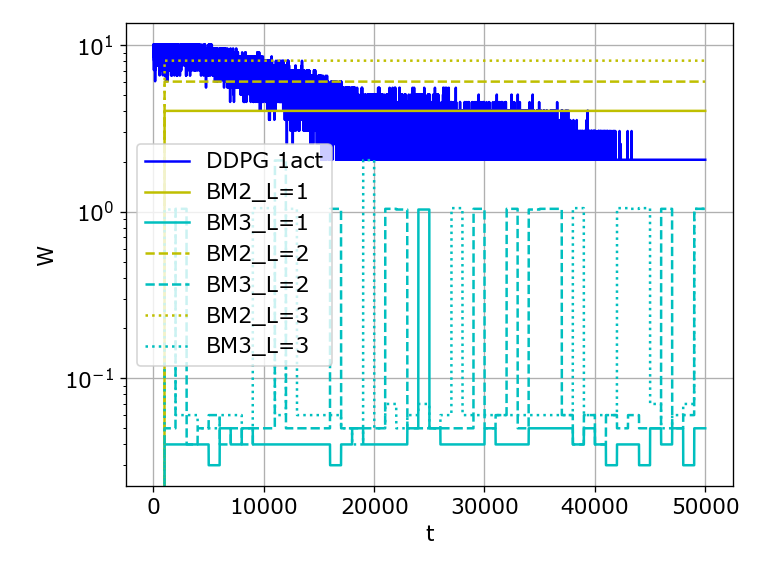 10¹
10⁰
10⁻¹
W
DDPG 1act
BM2_L=1
BM3_L=1
BM2_L=2
BM3_L=2
BM2_L=3
BM3_L=3
0 10000 20000 30000 40000 50000
t